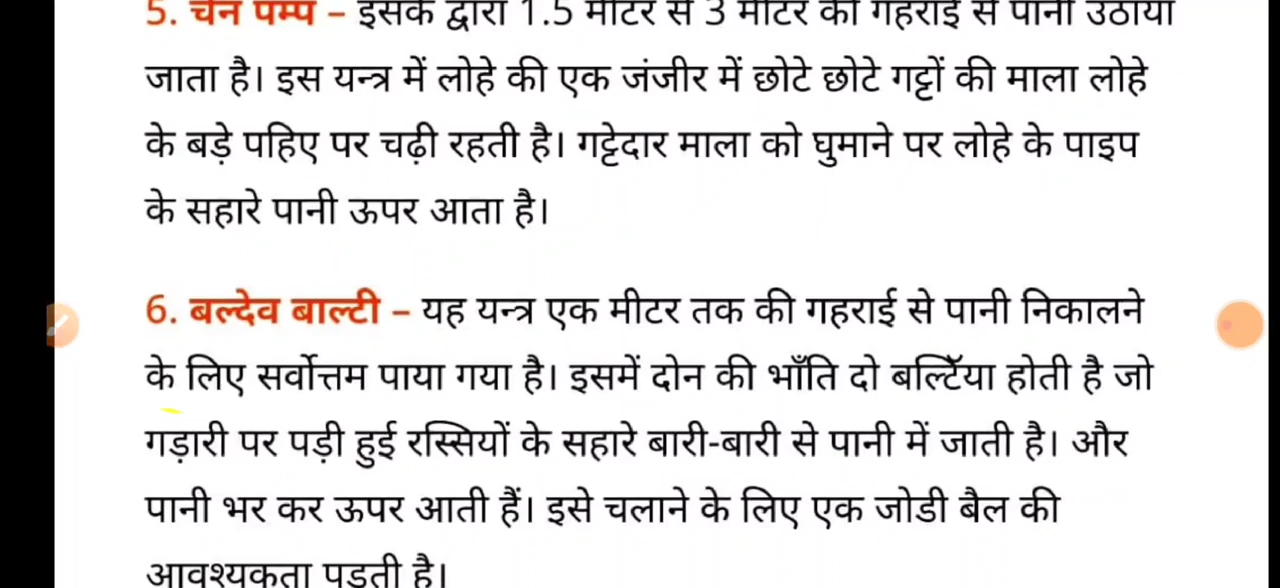 5. चेन पम्प – इसके द्वारा 1.5 मीटर से 3 मीटर की गहराई से पानी उठाया
जाता है। इस यन्त्र में लोहे की एक जंजीर में छोटे छोटे गट्टों की माला लोहे
के बड़े पहिए पर चढ़ी रहती है। गट्टेदार माला को घुमाने पर लोहे के पाइप
के सहारे पानी ऊपर आता है।
6. बल्देव बाल्टी – यह यन्त्र एक मीटर तक की गहराई से पानी निकालने
के लिए सर्वोत्तम पाया गया है। इसमें दोन की भाँति दो बल्टिॅया होती है जो
गड़ारी पर पड़ी हुई रस्सियों के सहारे बारी-बारी से पानी में जाती है। और
पानी भर कर ऊपर आती हैं। इसे चलाने के लिए एक जोडी बैल की
आवश्यकता पडती है।